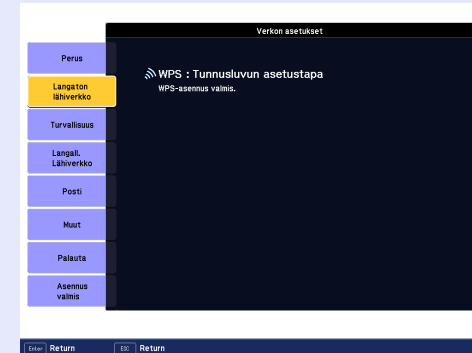 Verkon asetukset
Perus
Langaton
lähiverkko
Turvallisuus
Langall.
Lähiverkko
Posti
Muut
Palauta
Asennus
valmis
WPS : Tunnusluvun asetustapa
WPS-asennus valmis.
Enter Return
ESC Return